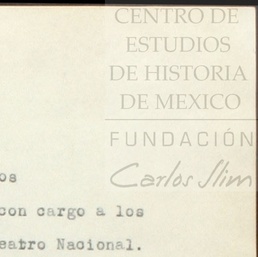 CENTRO DE
ESTUDIOS
DE HISTORIA
DE MEXICO
FUNDACIÓN
Carlos Slim
os
con cargo a los
eatro Nacional.